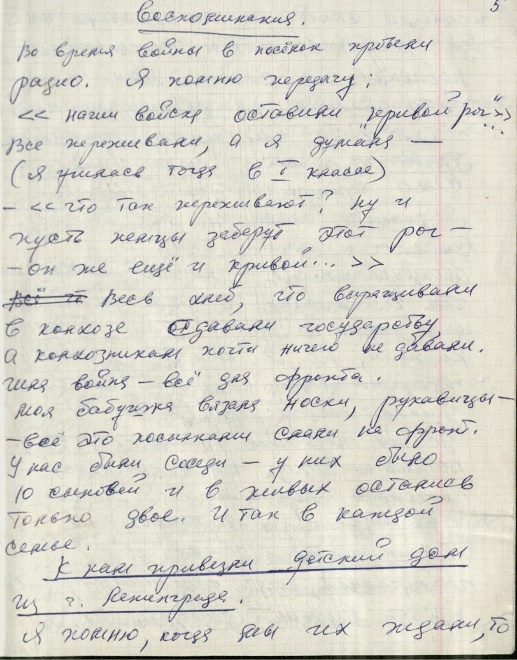 5
Воспоминания.
Во время войны в посёлок провели
радио. Я помню передачу:
<< наши войска оставили "кривой рог">>
Все переживали, а я думала —
(я училась тогда в I классе)
- << что так переживают? ну и
пусть немцы заберут этот рог —
- он же ещё и кривой... >>
Всё Весь хлеб, что выращивали
в колхозе отдавали государству,
а колхозникам почти ничего не давали.
шла война — всё для фронта.
моя бабушка вязала носки, рукавицы —
- всё это посылками слали на фронт.
У нас были соседи — у них было
10 сыновей и в живых остались
только двое. И так в каждой
семье.
К нам привезли детский дом
из г. Ленинграда.
Я помню, когда мы их ждали, то